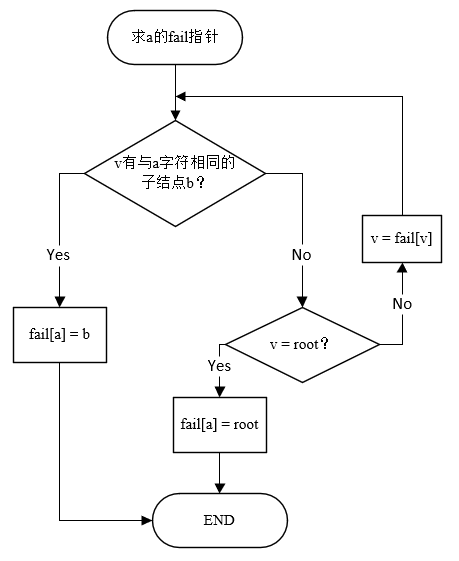 求a的fail指针
v有与a字符相同的
子结点b？
Yes
No
v = fail[v]
fail[a] = b
v = root？
No
Yes
fail[a] = root
END